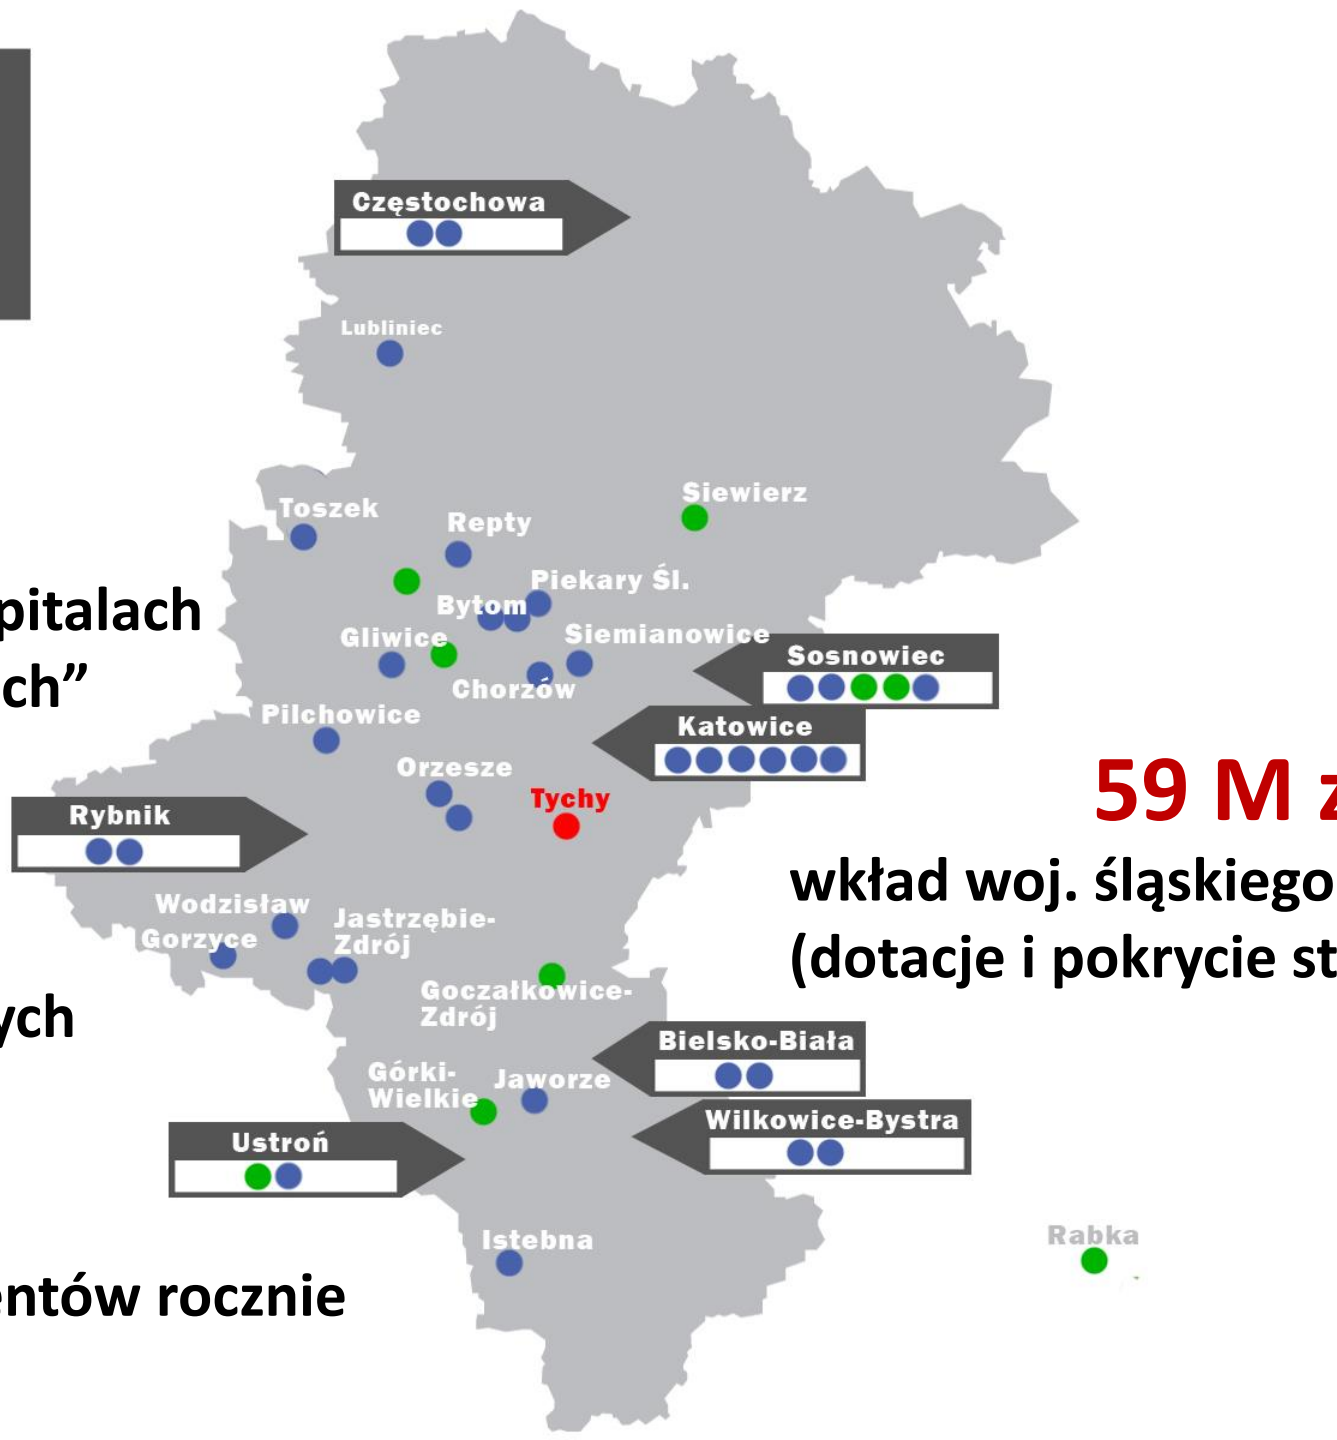 Częstochowa
Lubliniec
Siewierz
Toszek
Repty
Piekary Śl.
pitalach
Bytom
Siemianowice
Gliwice
Sosnowiec
ch”
Chorzów
Pilchowice
Katowice
Orzesze
59 M z
Tychy
Rybnik
wkład woj. śląskiego
Wodzisław
Jastrzębie-
Zdrój
Gorzyce
(dotacje i pokrycie st
Goczałkowice-
Zdrój
ych
Bielsko-Biała
Górki-
Wielkie
Jaworze
Wilkowice-Bystra
Ustroń
Istebna
Rabka
entów rocznie